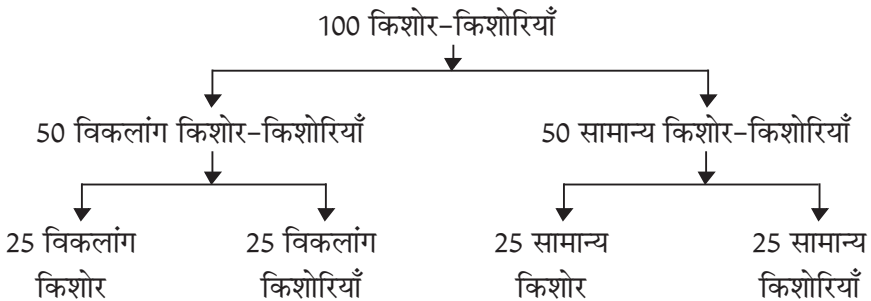 100 किशोर-किशोरियाँ
50 विकलांग किशोर-किशोरियाँ
50 सामान्य किशोर-किशोरियाँ
25 विकलांग
किशोर
25 विकलांग
किशोरियाँ
25 सामान्य
किशोर
25 सामान्य
किशोरियाँ